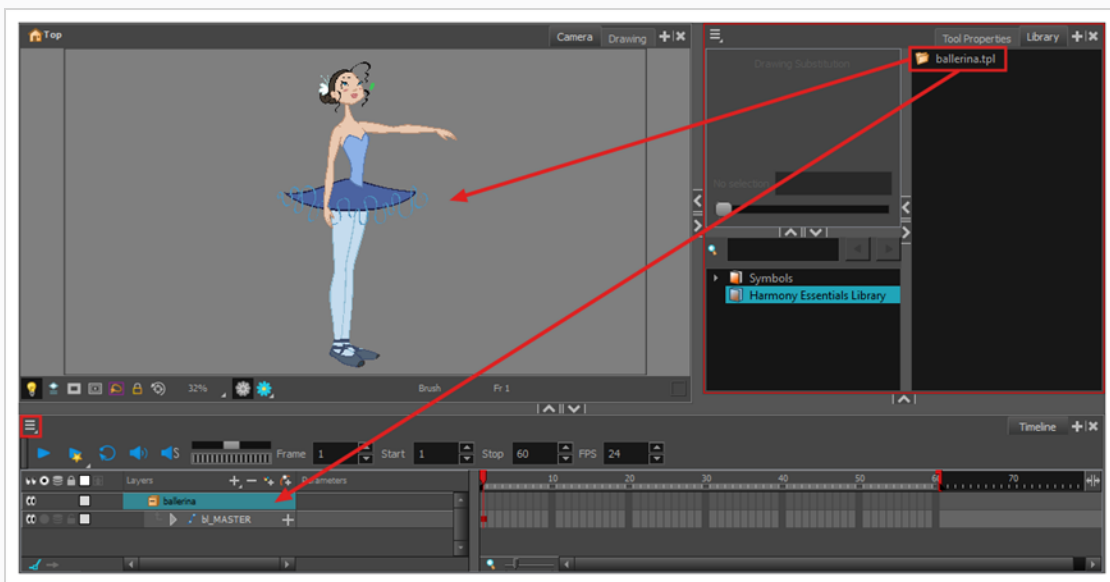 Top
Camera Drawing
Tool Properties Library
Drawing Substitution
ballerina.tpl
No selection
Symbols
Harmony Essentials Library
32% Brush Fr 1
Timeline
S Frame 1 Start 1 Stop 60 FPS 24
Layers Parameters 10 20 30 40 50 60 70
ballerina
bl_MASTER